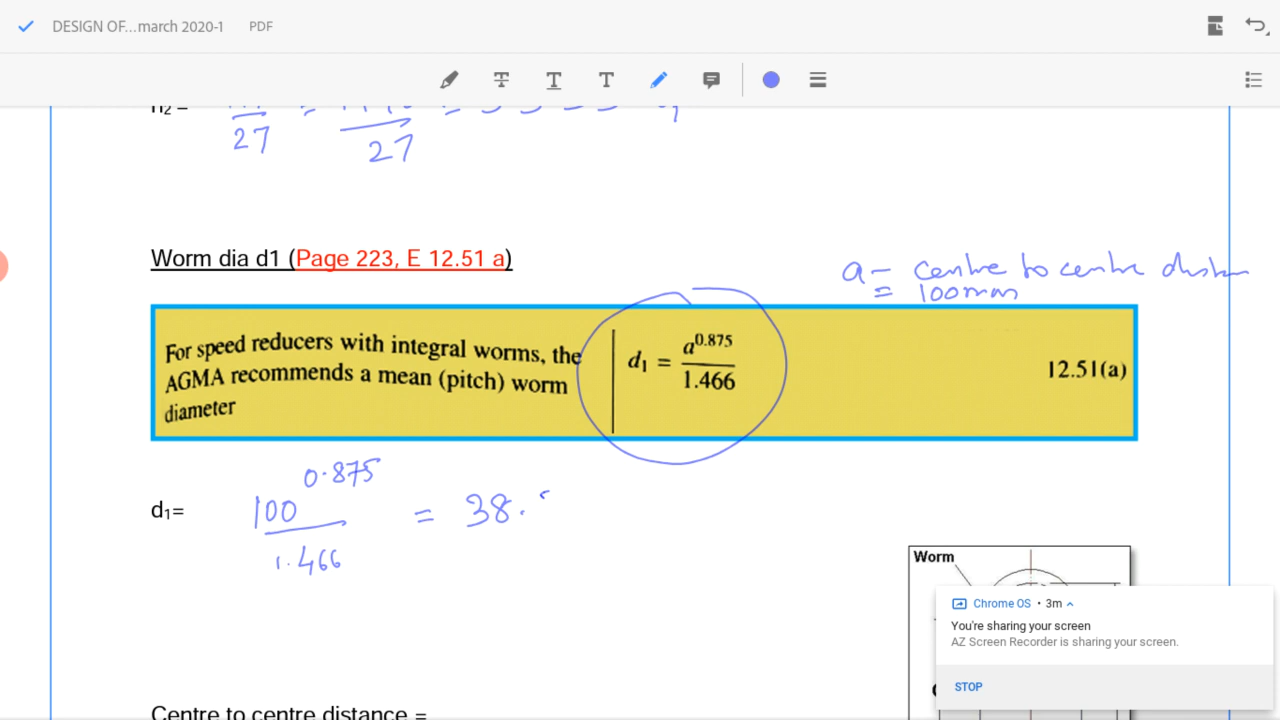 DESIGN OF...march 2020-1 PDF
n₂ =
27
27
Worm dia d1 (Page 223, E 12.51 a)
a - centre to centre
= 100mm
For speed reducers with integral worms, the
AGMA recommends a mean (pitch) worm
diameter
d₁ = a^0.875 / 1.466
12.51(a)
d₁= 100^0.875 / 1.466 = 38.
Worm
Chrome OS • 3m
You're sharing your screen
AZ Screen Recorder is sharing your screen.
STOP
Centre to centre distance =